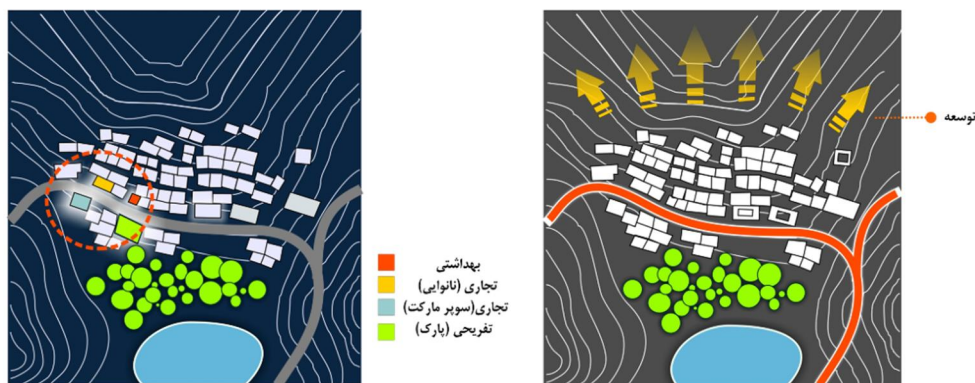 توسعه
بهداشتی
تجاری (نانوایی)
تجاری(سوپر مارکت)
تفریحی (پارک)